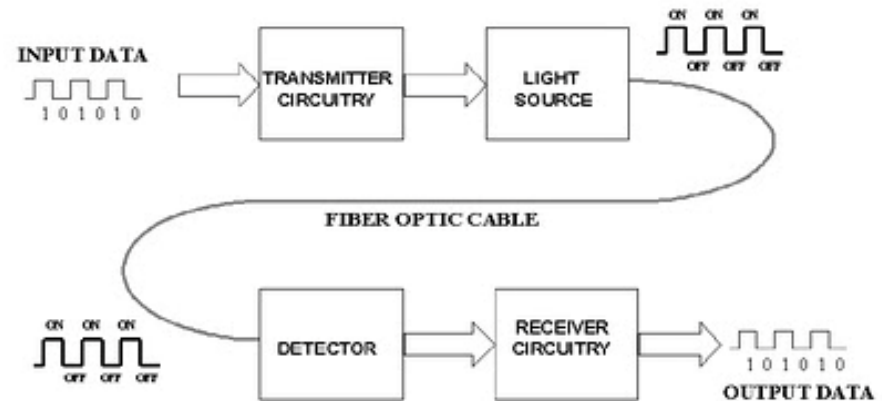 ON ON ON
OFF OFF OFF
INPUT DATA
1 0 1 0 1 0
TRANSMITTER
CIRCUITRY
LIGHT
SOURCE
FIBER OPTIC CABLE
ON ON ON
OFF OFF OFF
DETECTOR
RECEIVER
CIRCUITRY
1 0 1 0 1 0
OUTPUT DATA